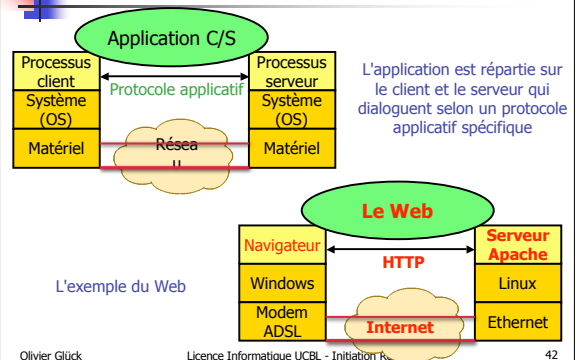 Application C/S
Processus
client
Système
(OS)
Matériel
Protocole applicatif
Résea
u
Processus
serveur
Système
(OS)
Matériel
L'application est répartie sur
le client et le serveur qui
dialoguent selon un protocole
applicatif spécifique
L'exemple du Web
Le Web
Navigateur
Windows
Modem
ADSL
HTTP
Internet
Serveur
Apache
Linux
Ethernet
Olivier Glück
Licence Informatique UCBL - Initiation
42